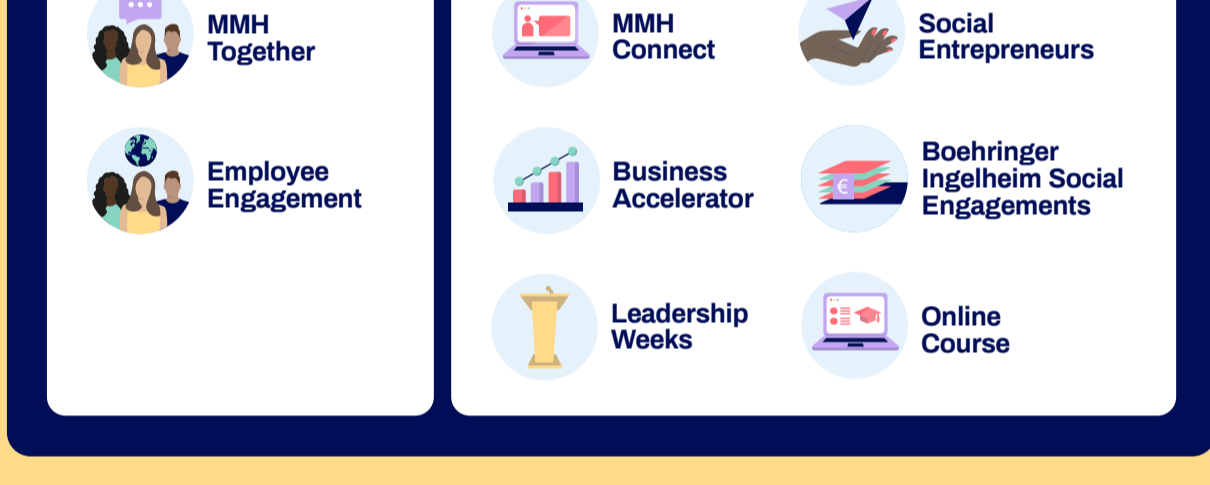 MMH
Together
Employee
Engagement
MMH
Connect
Social
Entrepreneurs
Business
Accelerator
€
Boehringer
Ingelheim Social
Engagements
Leadership
Weeks
Online
Course